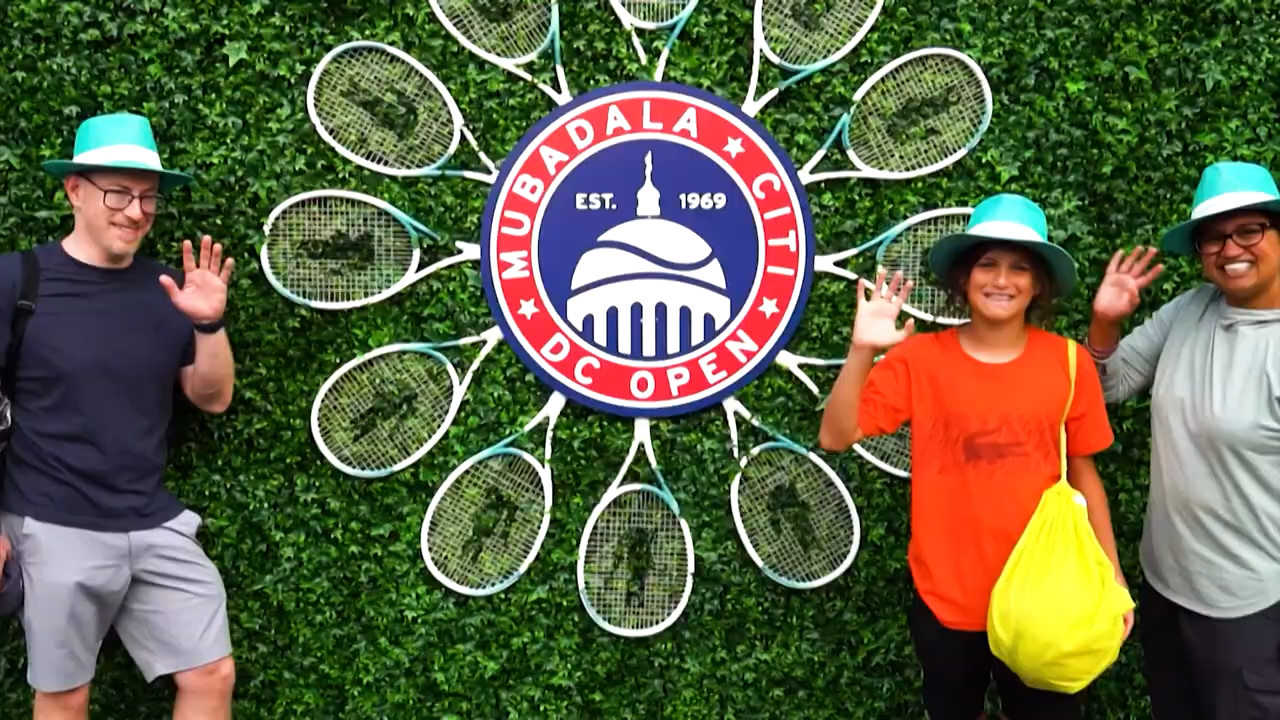 MUBADALA ★ CITI ★
DC OPEN ★
EST. 1969